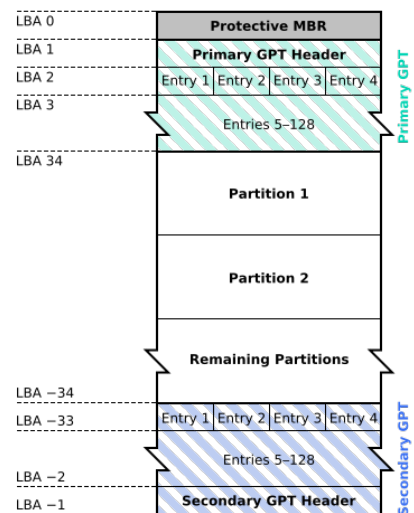 LBA 0
Protective MBR
LBA 1
Primary GPT Header
LBA 2
Entry 1 Entry 2 Entry 3 Entry 4
LBA 3
Entries 5–128
Primary GPT
LBA 34
Partition 1
Partition 2
Remaining Partitions
LBA −34
LBA −33
Entry 1 Entry 2 Entry 3 Entry 4
Entries 5–128
LBA −2
LBA −1
Secondary GPT Header
Secondary GPT